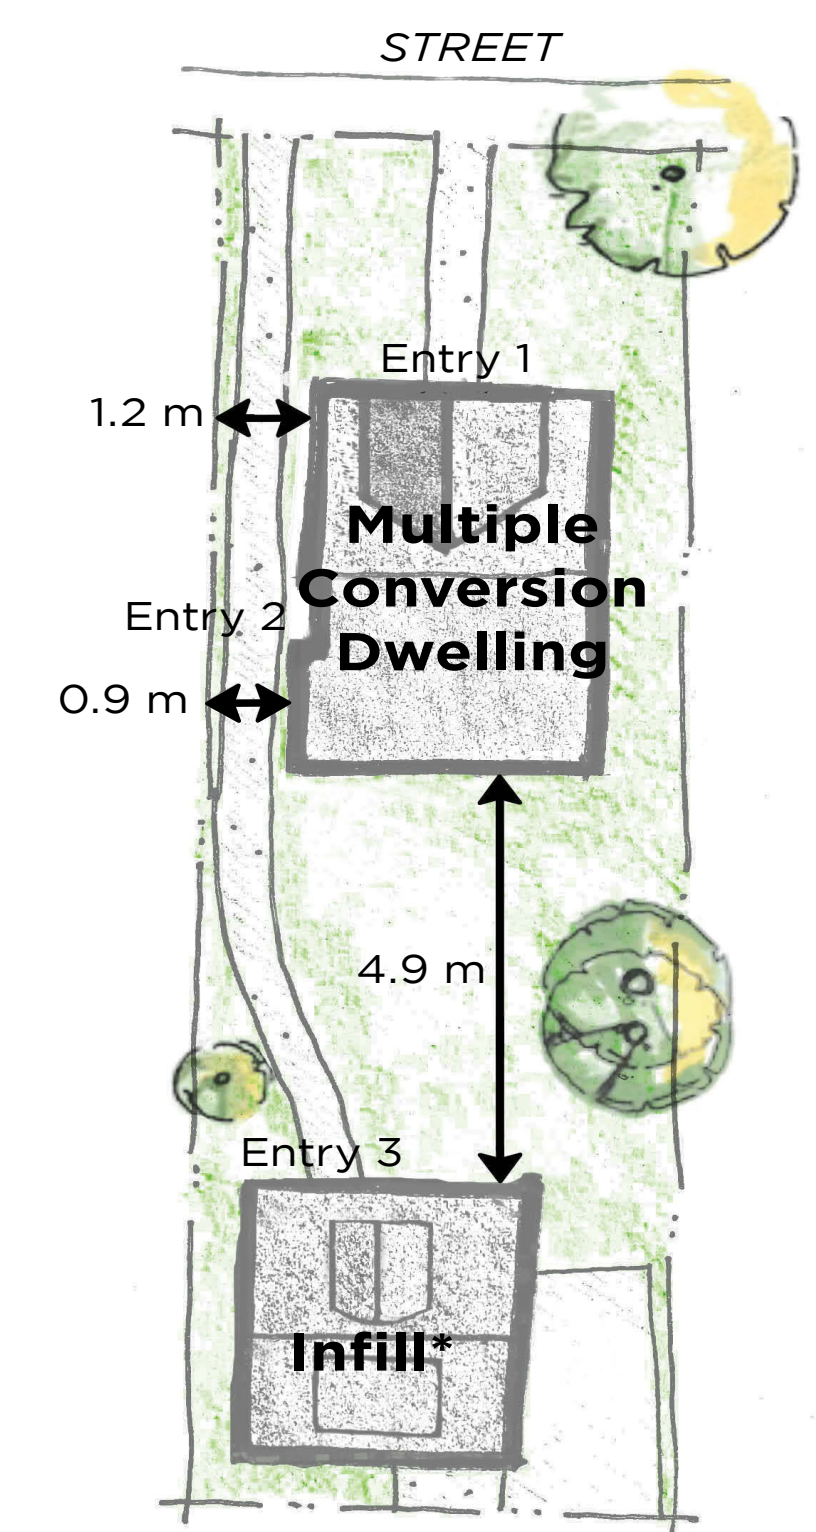 STREET
Entry 1
1.2 m
Multiple
Conversion
Dwelling
Entry 2
0.9 m
4.9 m
Entry 3
Infill*